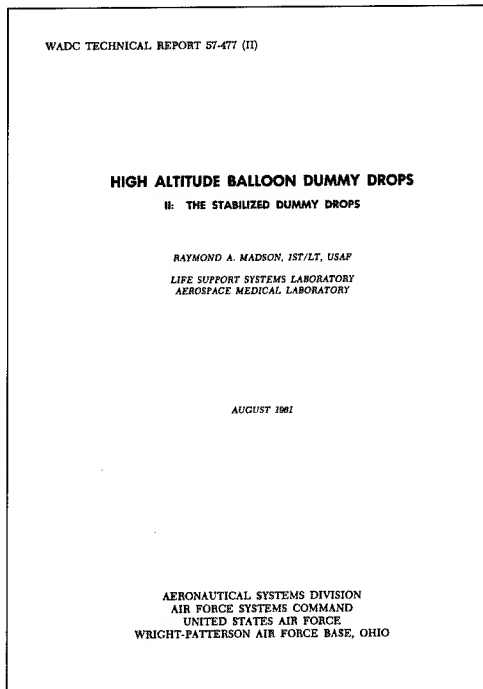 WADC TECHNICAL REPORT 57-477 (II)
HIGH ALTITUDE BALLOON DUMMY DROPS
II: THE STABILIZED DUMMY DROPS
RAYMOND A. MADSON, 1ST/LT, USAF
LIFE SUPPORT SYSTEMS LABORATORY
AEROSPACE MEDICAL LABORATORY
AUGUST 1961
AERONAUTICAL SYSTEMS DIVISION
AIR FORCE SYSTEMS COMMAND
UNITED STATES AIR FORCE
WRIGHT-PATTERSON AIR FORCE BASE, OHIO